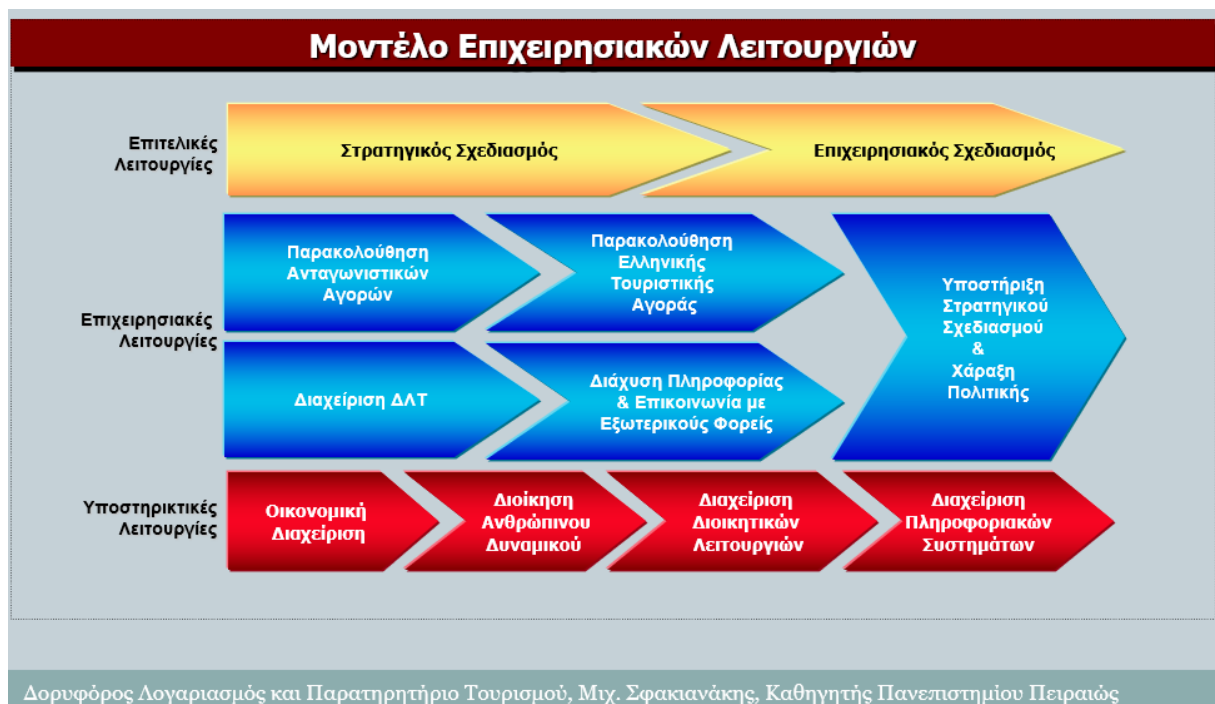 Μοντέλο Επιχειρησιακών Λειτουργιών
Επιτελικές
Λειτουργίες
Στρατηγικός Σχεδιασμός
Επιχειρησιακός Σχεδιασμός
Επιχειρησιακές
Λειτουργίες
Παρακολούθηση
Ανταγωνιστικών
Αγορών
Παρακολούθηση
Ελληνικής
Τουριστικής
Αγοράς
Διαχείριση ΔΛΤ
Διάχυση Πληροφορίας
& Επικοινωνία με
Εξωτερικούς Φορείς
Υποστήριξη
Στρατηγικού
Σχεδιασμού
&
Χάραξη
Πολιτικής
Υποστηρικτικές
Λειτουργίες
Οικονομική
Διαχείριση
Διοίκηση
Ανθρώπινου
Δυναμικού
Διαχείριση
Διοικητικών
Λειτουργιών
Διαχείριση
Πληροφοριακών
Συστημάτων
Δορυφόρος Λογαριασμός και Παρατηρητήριο Τουρισμού, Μιχ. Σφακιανάκης, Καθηγητής Πανεπιστημίου Πειραιώς